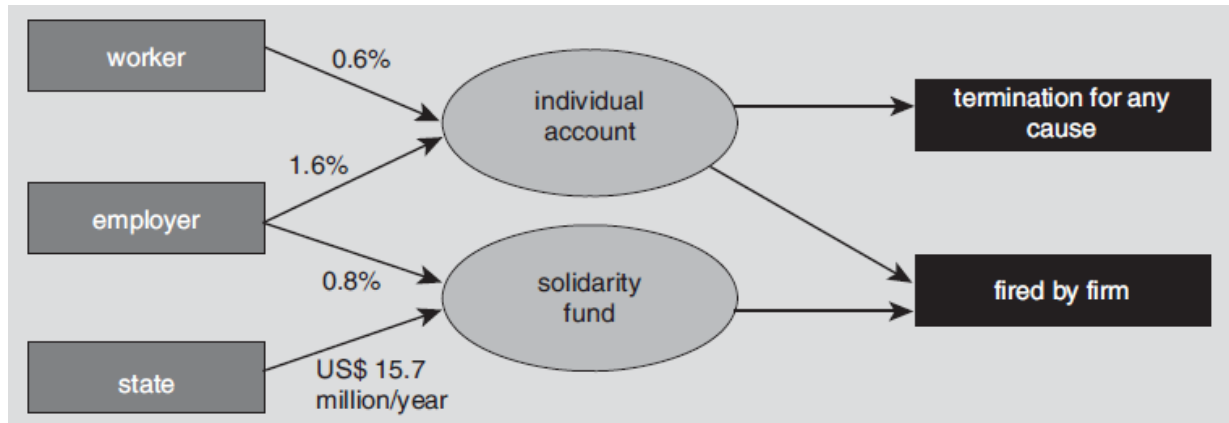 worker
0.6%
individual
account
termination for any
cause
1.6%
employer
0.8%
solidarity
fund
fired by firm
state
US$ 15.7
million/year